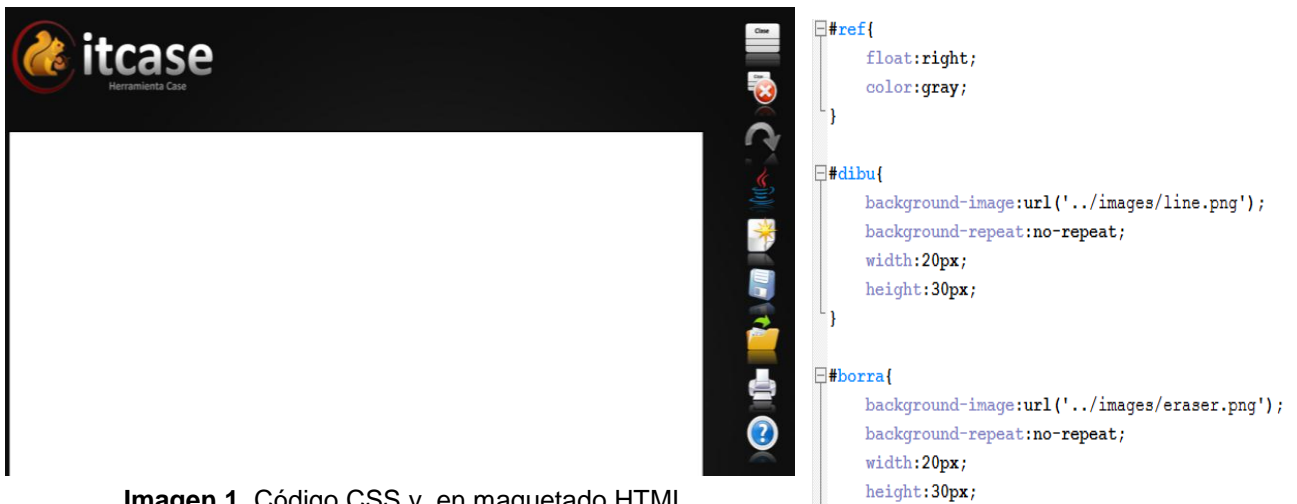 itcase
Herramienta Case
Close
#ref{
float:right;
color:gray;
}
#dibu{
background-image:url('../images/line.png');
background-repeat:no-repeat;
width:20px;
height:30px;
}
#borra{
background-image:url('../images/eraser.png');
background-repeat:no-repeat;
width:20px;
height:30px;
Imagen 1. Código CSS y en maquetado HTML